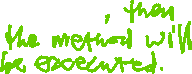 , then
the method will
be executed.